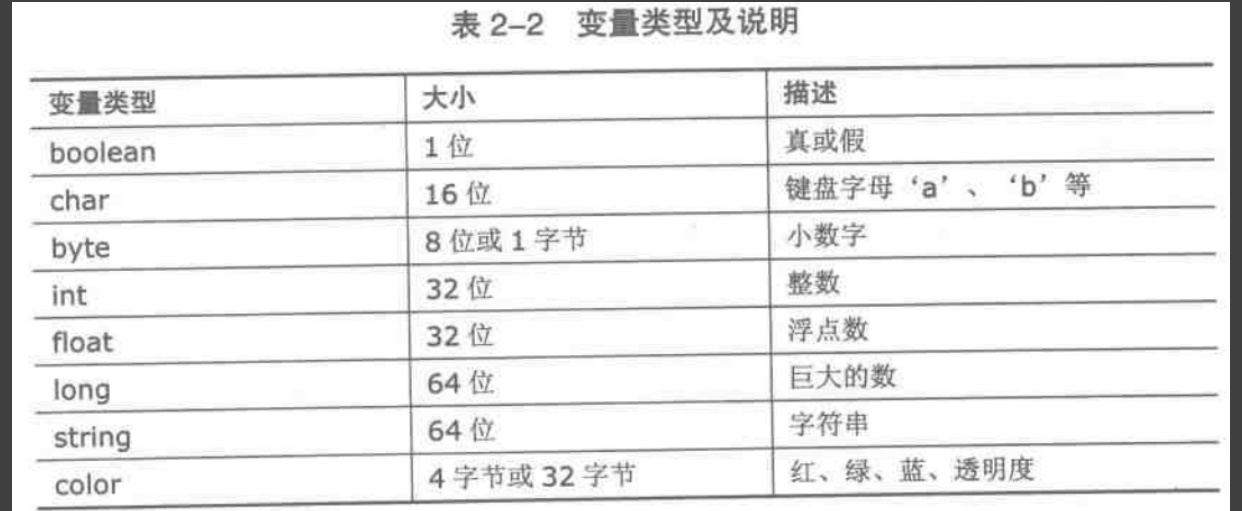 表 2–2 变量类型及说明
变量类型 大小 描述
boolean 1 位 真或假
char 16 位 键盘字母‘a’、‘b’等
byte 8 位或 1 字节 小数字
int 32 位 整数
float 32 位 浮点数
long 64 位 巨大的数
string 64 位 字符串
color 4 字节或 32 字节 红、绿、蓝、透明度